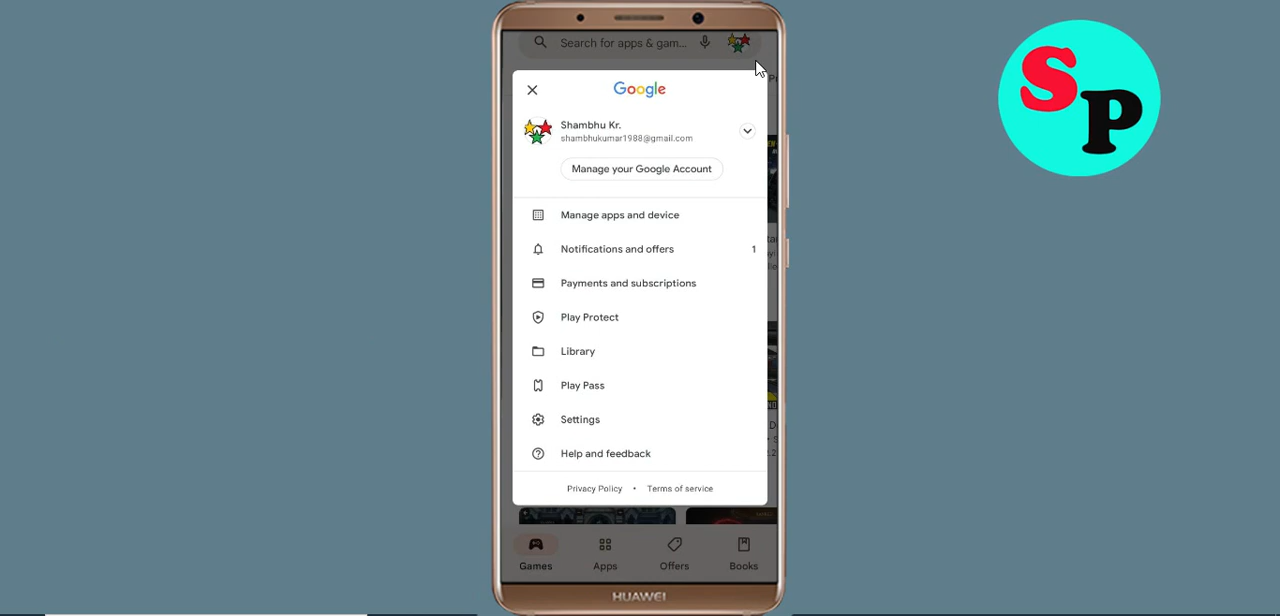 Search for apps & gam...
SP
Google
Shambhu Kr.
shambhukumar1988@gmail.com
Manage your Google Account
Manage apps and device
Notifications and offers 1
Payments and subscriptions
Play Protect
Library
Play Pass
Settings
Help and feedback
Privacy Policy • Terms of service
Games Apps Offers Books
HUAWEI